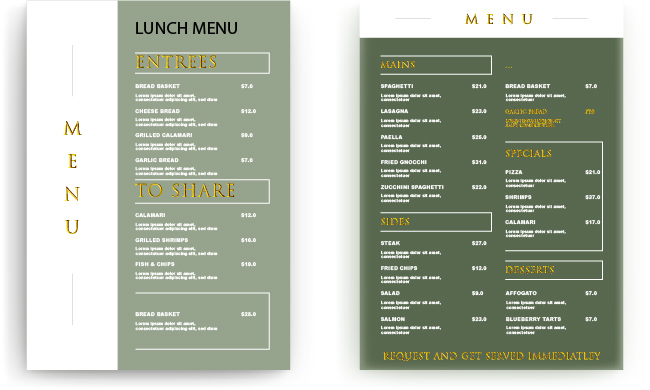 LUNCH MENU
MENU
ENTREES
BREAD BASKET $7.0
Lorem ipsum dolor sit amet,
consectetuer adipiscing elit, sed diam
CHEESE BREAD $12.0
Lorem ipsum dolor sit amet,
consectetuer adipiscing elit, sed diam
GRILLED CALAMARI $9.0
Lorem ipsum dolor sit amet,
consectetuer adipiscing elit, sed diam
GARLIC BREAD $7.0
Lorem ipsum dolor sit amet,
consectetuer adipiscing elit, sed diam
TO SHARE
CALAMARI $12.0
Lorem ipsum dolor sit amet,
consectetuer adipiscing elit, sed diam
GRILLED SHRIMPS $16.0
Lorem ipsum dolor sit amet,
consectetuer adipiscing elit, sed diam
FISH & CHIPS $19.0
Lorem ipsum dolor sit amet,
consectetuer adipiscing elit, sed diam
BREAD BASKET
Lorem ipsum dolor sit amet,
consectetuer adipiscing elit, sed diam
MENU
MAINS
SPAGHETTI $21.0
Lorem ipsum dolor sit amet,
consectetuer
LASAGNA $23.0
Lorem ipsum dolor sit amet,
consectetuer
PAELLA
Lorem ipsum dolor sit amet,
consectetuer
FRIED GNOCCHI $31.0
Lorem ipsum dolor sit amet,
consectetuer
ZUCCHINI SPAGHETTI $22.0
Lorem ipsum dolor sit amet,
consectetuer
SIDES
STEAK $27.0
Lorem ipsum dolor sit amet,
consectetuer
FRIED CHIPS $12.0
Lorem ipsum dolor sit amet,
consectetuer
SALAD $9.0
Lorem ipsum dolor sit amet,
consectetuer
SALMON $23.0
Lorem ipsum dolor sit amet,
consectetuer
...
BREAD BASKET $7.0
Lorem ipsum dolor sit amet,
consectetuer
GARLIC BREAD
SPECIALS
PIZZA $21.0
Lorem ipsum dolor sit amet,
consectetuer
SHRIMPS $37.0
Lorem ipsum dolor sit amet,
consectetuer
CALAMARI $17.0
Lorem ipsum dolor sit amet,
consectetuer
DESSERTS
AFFOGATO $7.0
Lorem ipsum dolor sit amet,
consectetuer
BLUEBERRY TARTS $7.0
Lorem ipsum dolor sit amet,
consectetuer
REQUEST AND GET SERVED IMMEDIATLEY